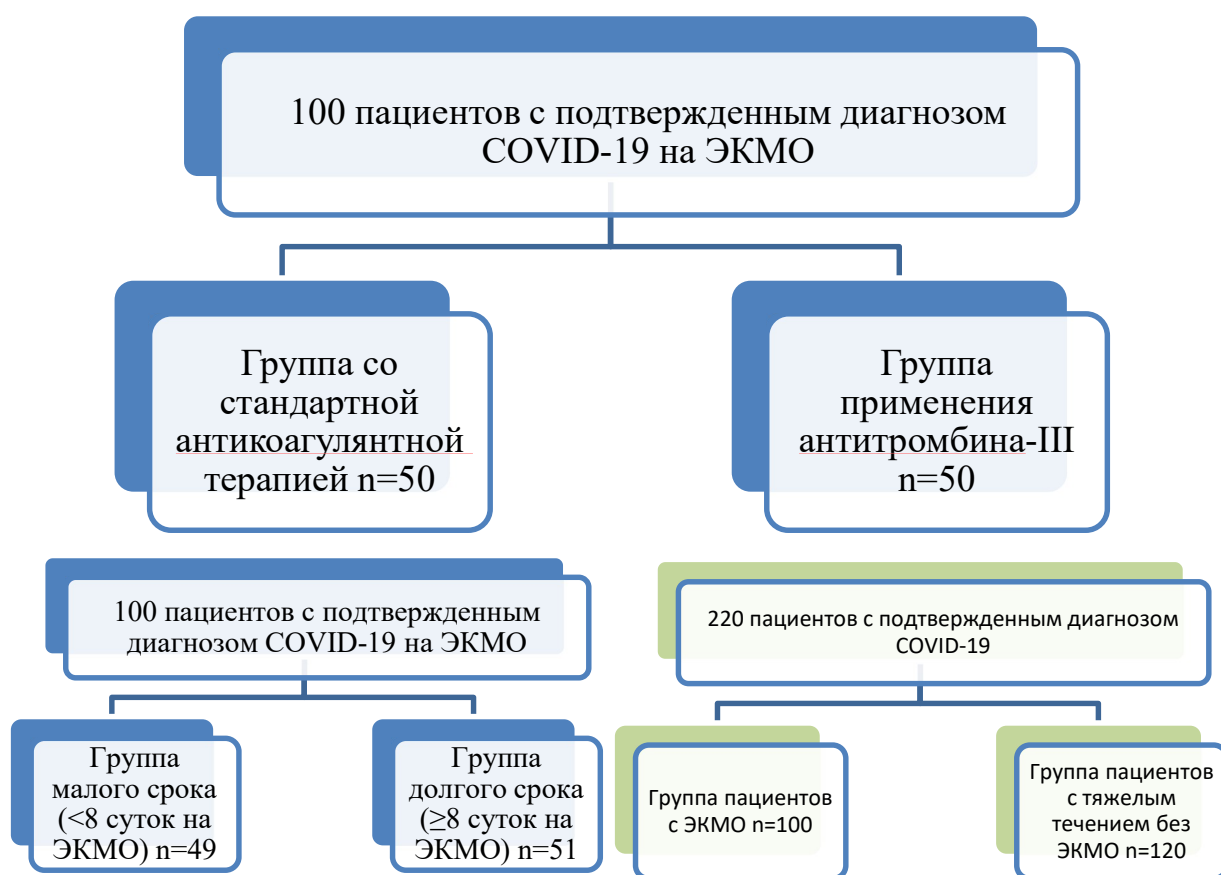 100 пациентов с подтвержденным диагнозом
COVID-19 на ЭКМО
Группа со
стандартной
антикоагулянтной
терапией n=50
Группа
применения
антитромбина-III
n=50
100 пациентов с подтвержденным
диагнозом COVID-19 на ЭКМО
Группа
малого срока
(<8 суток на
ЭКМО) n=49
Группа
долгого срока
(≥8 суток на
ЭКМО) n=51
220 пациентов с подтвержденным диагнозом
COVID-19
Группа пациентов
с ЭКМО n=100
Группа пациентов
с тяжелым
течением без
ЭКМО n=120